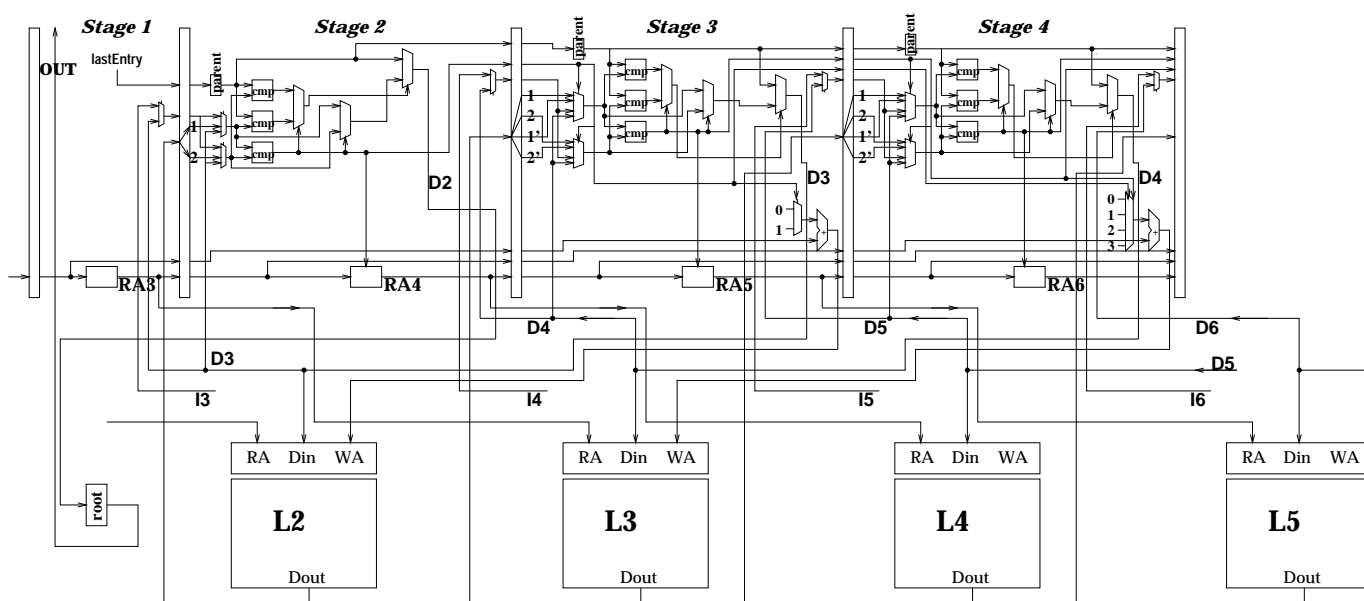 Stage 1
Stage 2
Stage 3
Stage 4
OUT
lastEntry
parent
parent
parent
cmp
cmp
cmp
cmp
cmp
cmp
cmp
cmp
cmp
1
2
1
2
1'
2'
1
2
1'
2'
D2
D3
D4
0
1
+
0
1
2
3
+
RA3
RA4
RA5
RA6
D3
D4
D5
D6
D5
I3
I4
I5
I6
RA Din WA
RA Din WA
RA Din WA
RA Din WA
root
L2
L3
L4
L5
Dout
Dout
Dout
Dout